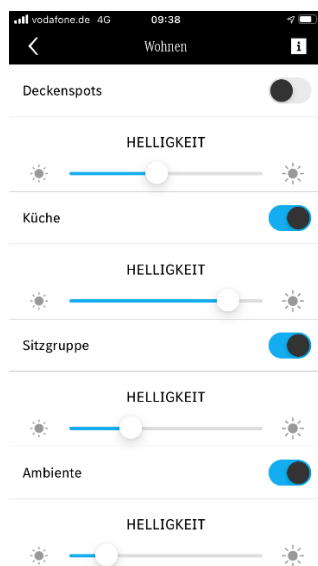 vodafone.de 4G 09:38
Wohnen i
Deckenspots
HELLIGKEIT
Küche
HELLIGKEIT
Sitzgruppe
HELLIGKEIT
Ambiente
HELLIGKEIT